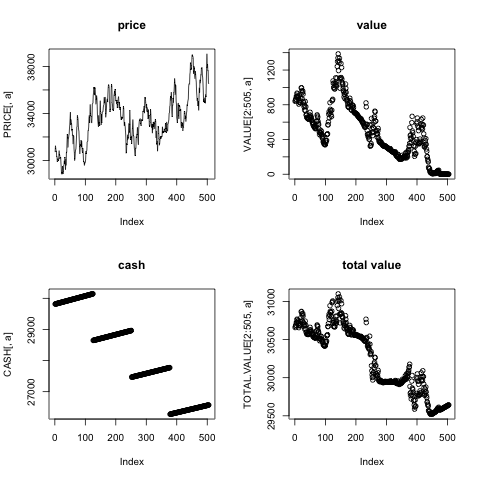 price
PRICE[, a]
30000 32000 34000 36000 38000
0 100 200 300 400 500
Index
value
VALUE[2:505, a]
0 400 800 1200
0 100 200 300 400 500
Index
cash
CASH[, a]
27000 29000
0 100 200 300 400 500
Index
total value
TOTAL.VALUE[2:505, a]
29500 30000 30500 31000
0 100 200 300 400 500
Index